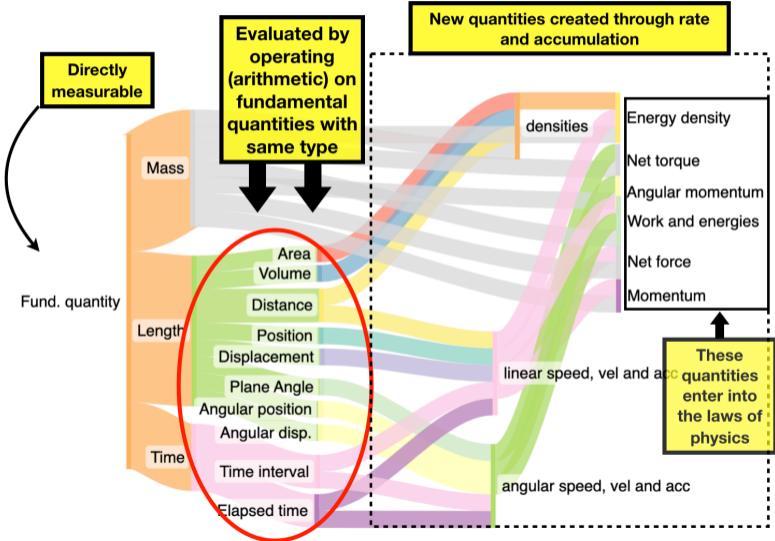 New quantities created through rate
and accumulation
Evaluated by
operating
(arithmetic) on
fundamental
quantities with
same type
Directly
measurable
Mass
Length
Time
Fund. quantity
Area
Volume
Distance
Position
Displacement
Plane Angle
Angular position
Angular disp.
Time interval
Elapsed time
densities
linear speed, vel and acc
angular speed, vel and acc
Energy density
Net torque
Angular momentum
Work and energies
Net force
Momentum
These
quantities
enter into
the laws of
physics